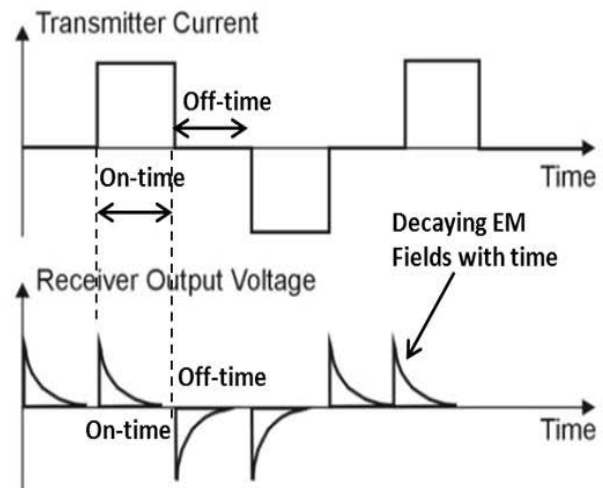 Transmitter Current
Off-time
Time
On-time
Decaying EM
Fields with time
Receiver Output Voltage
Off-time
On-time
Time